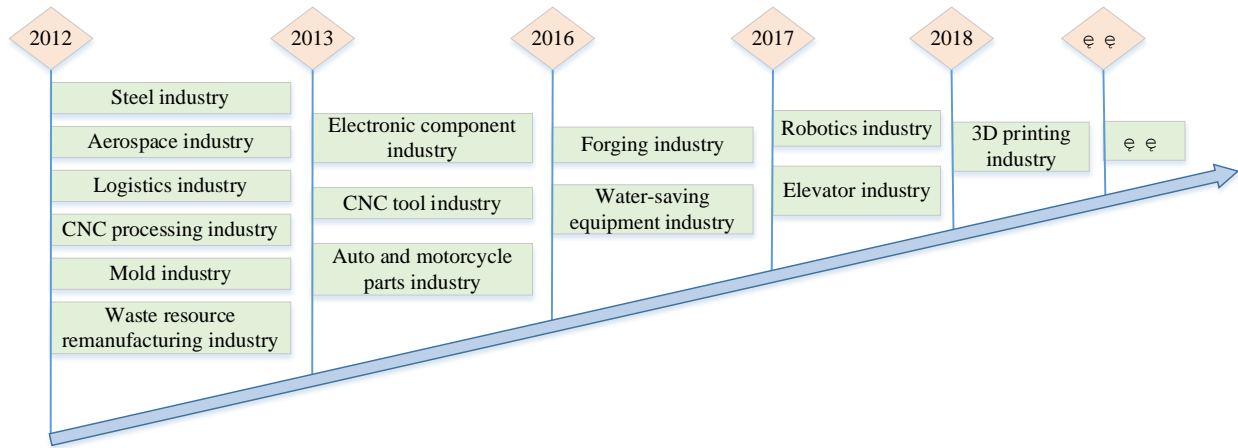 2012
2013
2016
2017
2018
ę ę
Steel industry
Aerospace industry
Logistics industry
CNC processing industry
Mold industry
Waste resource
remanufacturing industry
Electronic component
industry
CNC tool industry
Auto and motorcycle
parts industry
Forging industry
Water-saving
equipment industry
Robotics industry
Elevator industry
3D printing
industry
ę ę